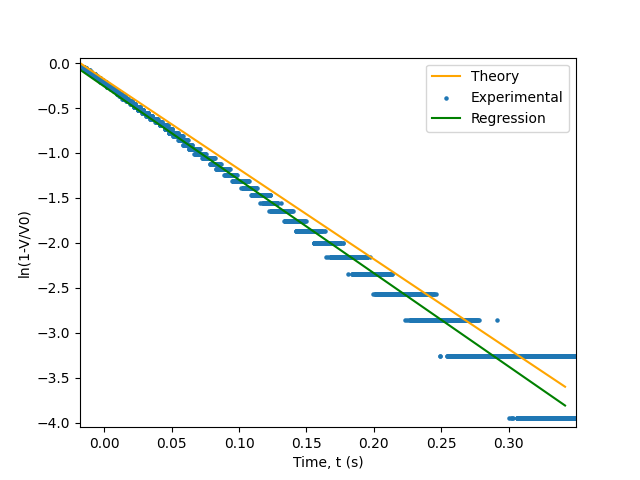 Theory
Experimental
Regression
ln(1-V/V0)
0.0
−0.5
−1.0
−1.5
−2.0
−2.5
−3.0
−3.5
−4.0
0.00 0.05 0.10 0.15 0.20 0.25 0.30
Time, t (s)